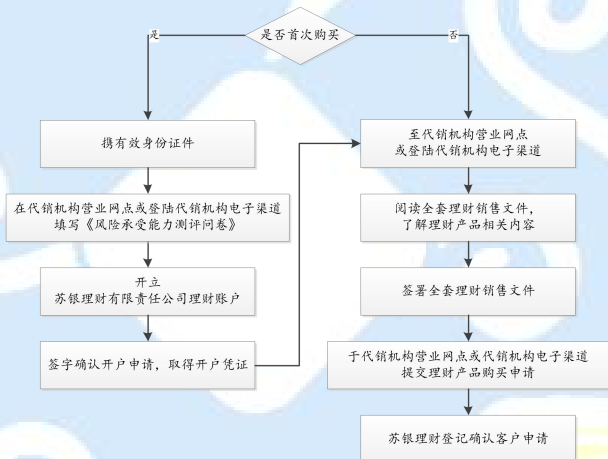 是否首次购买
是
否
携有效身份证件
在代销机构营业网点或登陆代销机构电子渠道
填写《风险承受能力测评问卷》
开立
苏银理财有限责任公司理财账户
签字确认开户申请，取得开户凭证
至代销机构营业网点
或登陆代销机构电子渠道
阅读全套理财销售文件，
了解理财产品相关内容
签署全套理财销售文件
于代销机构营业网点或代销机构电子渠道
提交理财产品购买申请
苏银理财登记确认客户申请